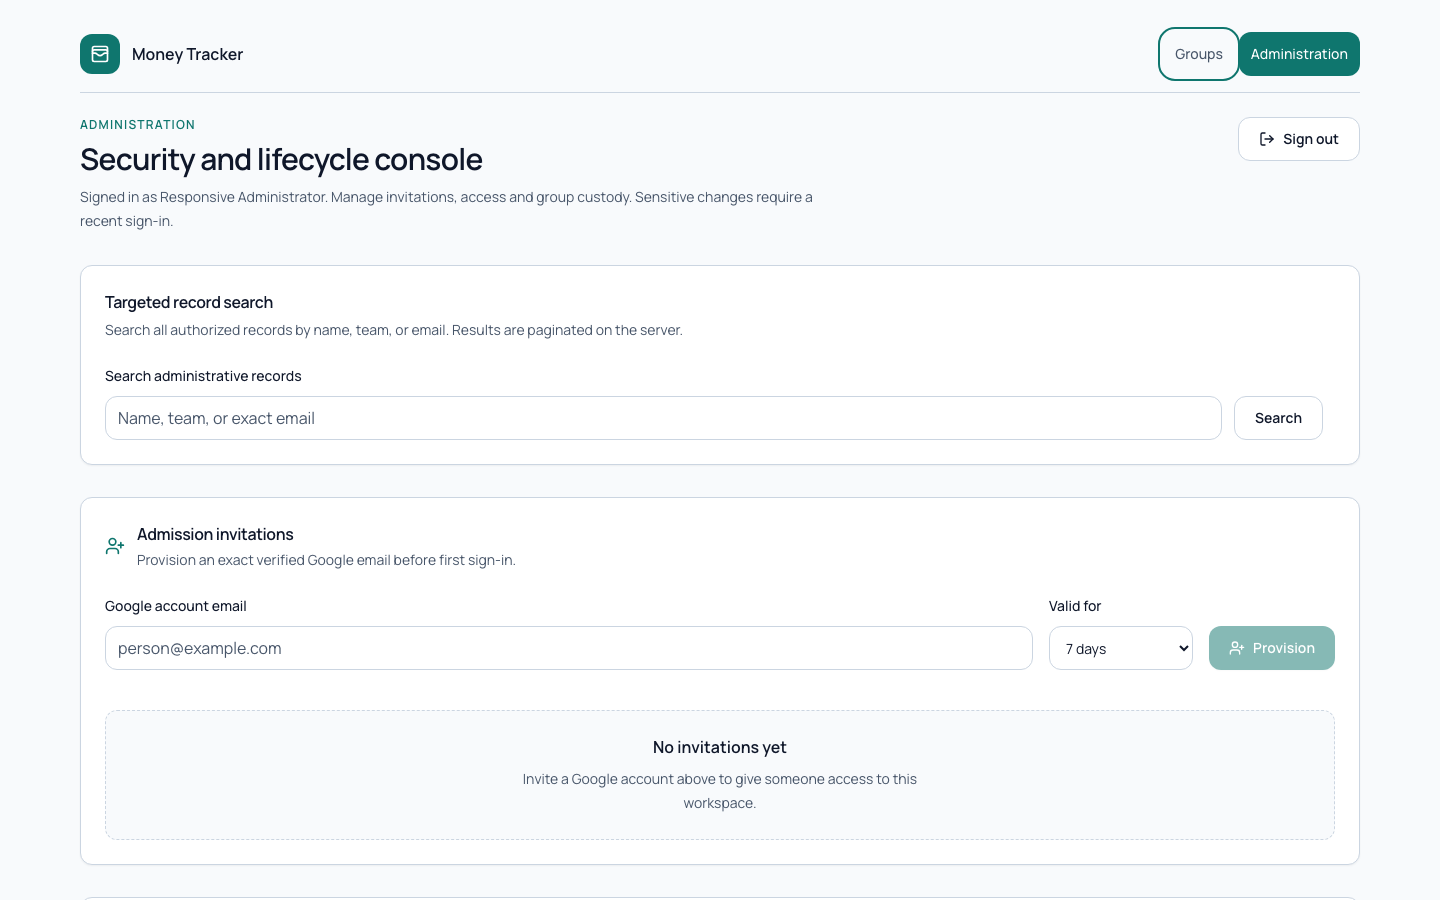 Money Tracker
Groups
Administration
ADMINISTRATION
Security and lifecycle console
Sign out
Signed in as Responsive Administrator. Manage invitations, access and group custody. Sensitive changes require a
recent sign-in.
Targeted record search
Search all authorized records by name, team, or email. Results are paginated on the server.
Search administrative records
Name, team, or exact email
Search
Admission invitations
Provision an exact verified Google email before first sign-in.
Google account email
Valid for
person@example.com
7 days
Provision
No invitations yet
Invite a Google account above to give someone access to this
workspace.